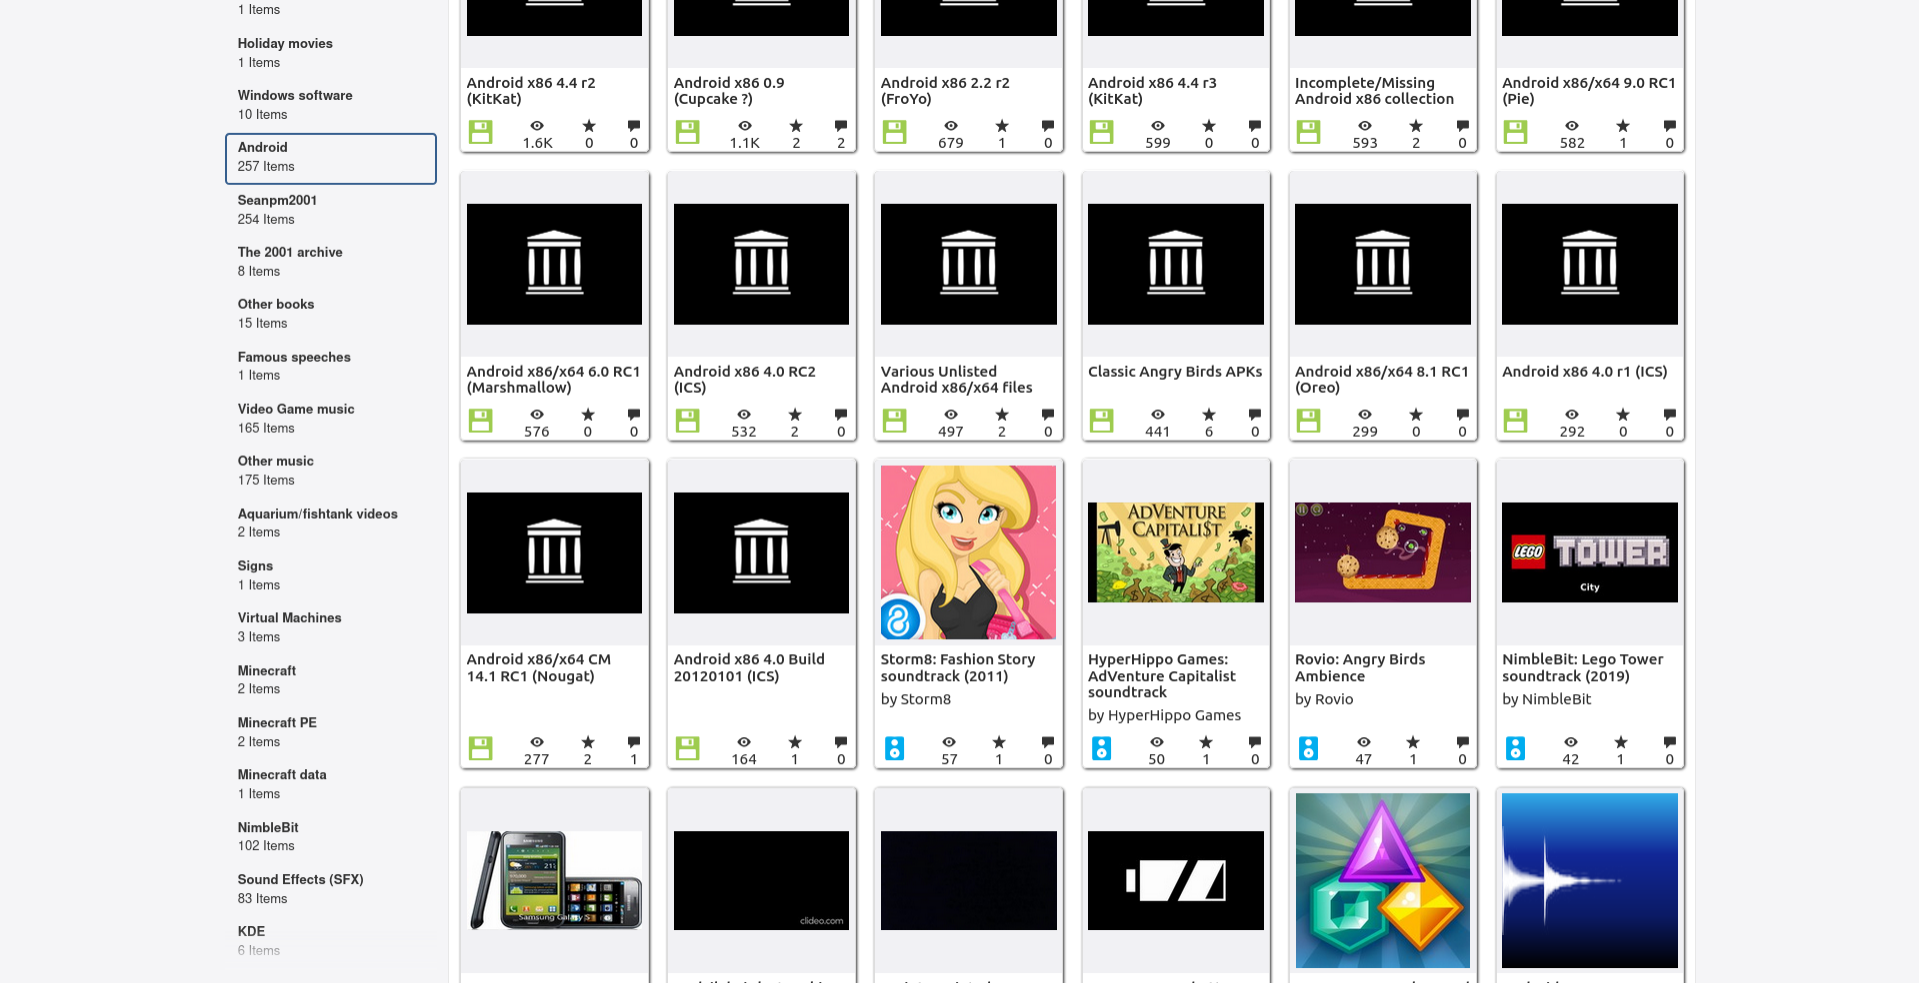 1 Items
Holiday movies
1 Items
Windows software
10 Items
Android
257 Items
Seanpm2001
254 Items
The 2001 archive
8 Items
Other books
15 Items
Famous speeches
1 Items
Video Game music
165 Items
Other music
175 Items
Aquarium/fishtank videos
2 Items
Signs
1 Items
Virtual Machines
3 Items
Minecraft
2 Items
Minecraft PE
2 Items
Minecraft data
1 Items
NimbleBit
102 Items
Sound Effects (SFX)
83 Items
KDE
6 Items
Android x86 4.4 r2
(KitKat)
1.6K 0 0
Android x86 0.9
(Cupcake ?)
1.1K 2 2
Android x86 2.2 r2
(FroYo)
679 1 0
Android x86 4.4 r3
(KitKat)
599 0 0
Incomplete/Missing
Android x86 collection
593 2 0
Android x86/x64 9.0 RC1
(Pie)
582 1 0
Android x86/x64 6.0 RC1
(Marshmallow)
576 0 0
Android x86 4.0 RC2
(ICS)
532 2 0
Various Unlisted
Android x86/x64 files
497 2 0
Classic Angry Birds APKs
441 6 0
Android x86/x64 8.1 RC1
(Oreo)
299 0 0
Android x86 4.0 r1 (ICS)
292 0 0
Android x86/x64 CM
14.1 RC1 (Nougat)
277 2 1
Android x86 4.0 Build
20120101 (ICS)
164 1 0
Storm8: Fashion Story
soundtrack (2011)
by Storm8
57 1 0
ADVENTURE
CAPITALI$T
HyperHippo Games:
AdVenture Capitalist
soundtrack
by HyperHippo Games
50 1 0
Rovio: Angry Birds
Ambience
by Rovio
47 1 0
LEGO TOWER
City
NimbleBit: Lego Tower
soundtrack (2019)
by NimbleBit
42 1 0
Samsung Galaxy S
clideo.com